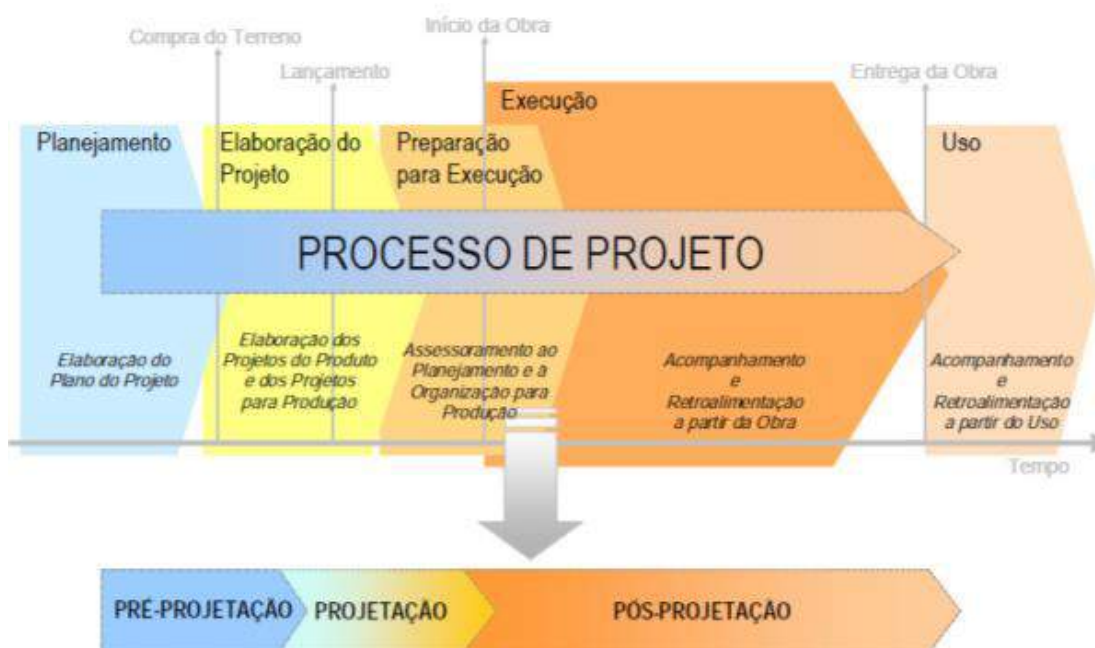 Compra do Terreno
Início da Obra
Lançamento
Entrega da Obra
Planejamento
Elaboração do
Projeto
Preparação
para Execução
Execução
Uso
PROCESSO DE PROJETO
Elaboração do
Plano do Projeto
Elaboração dos
Projetos do Produto
e dos Projetos
para Produção
Assessoramento ao
Planejamento e à
Organização para
Produção
Acompanhamento
e
Retroalimentação
a partir da Obra
Acompanhamento
e
Retroalimentação
a partir do Uso
Tempo
PRÉ-PROJETAÇÃO
PROJETAÇÃO
PÓS-PROJETAÇÃO